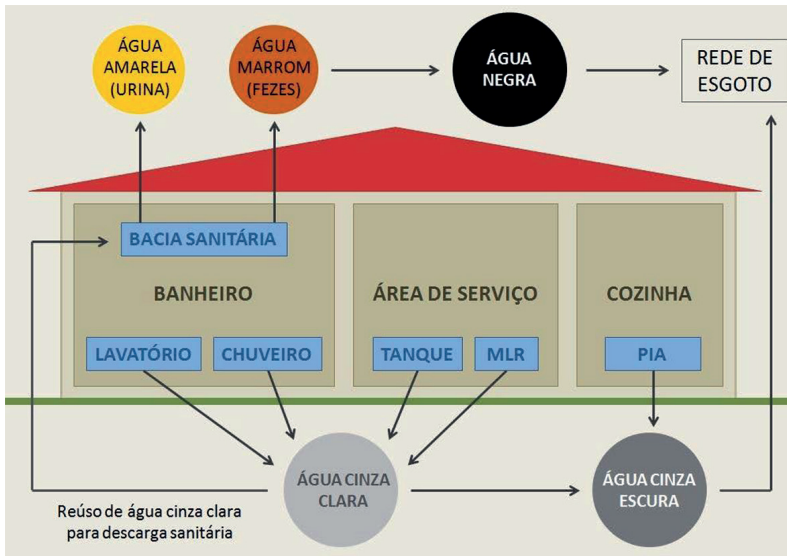 ÁGUA
AMARELA
(URINA)
ÁGUA
MARROM
(FEZES)
ÁGUA
NEGRA
REDE DE
ESGOTO
BACIA SANITÁRIA
BANHEIRO
ÁREA DE SERVIÇO
COZINHA
LAVATÓRIO
CHUVEIRO
TANQUE
MLR
PIA
ÁGUA CINZA
CLARA
ÁGUA CINZA
ESCURA
Reúso de água cinza clara
para descarga sanitária